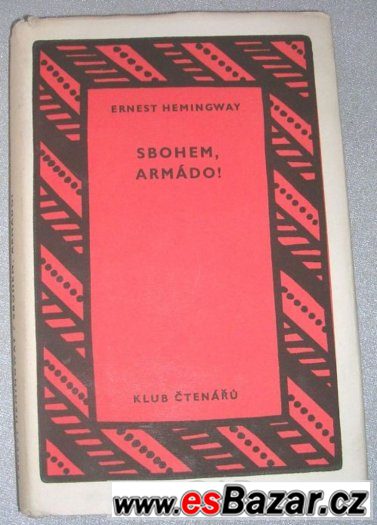 ERNEST HEMINGWAY
SBOHEM,
ARMÁDO!
KLUB ČTENÁŘŮ
www.esBazar.cz